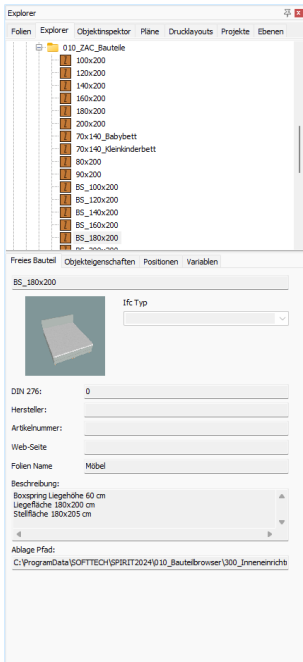 Explorer
Folien Explorer Objektinspektor Pläne Drucklayouts Projekte Ebenen
010_ZAC_Bauteile
100x200
120x200
140x200
160x200
180x200
200x200
70x140_Babybett
70x140_Kleinkinderbett
80x200
90x200
BS_100x200
BS_120x200
BS_140x200
BS_160x200
BS_180x200
Freies Bauteil Objekteigenschaften Positionen Variablen
BS_180x200
Ifc Typ
DIN 276: 0
Hersteller:
Artikelnummer:
Web-Seite
Folien Name Möbel
Beschreibung:
Boxspring Liegehöhe 60 cm
Liegefläche 180x200 cm
Stellfläche 180x205 cm
Ablage Pfad:
C:\ProgramData\SOFTTECH\SPIRIT2024\010_Bauteilbrowser\300_Inneneinricht